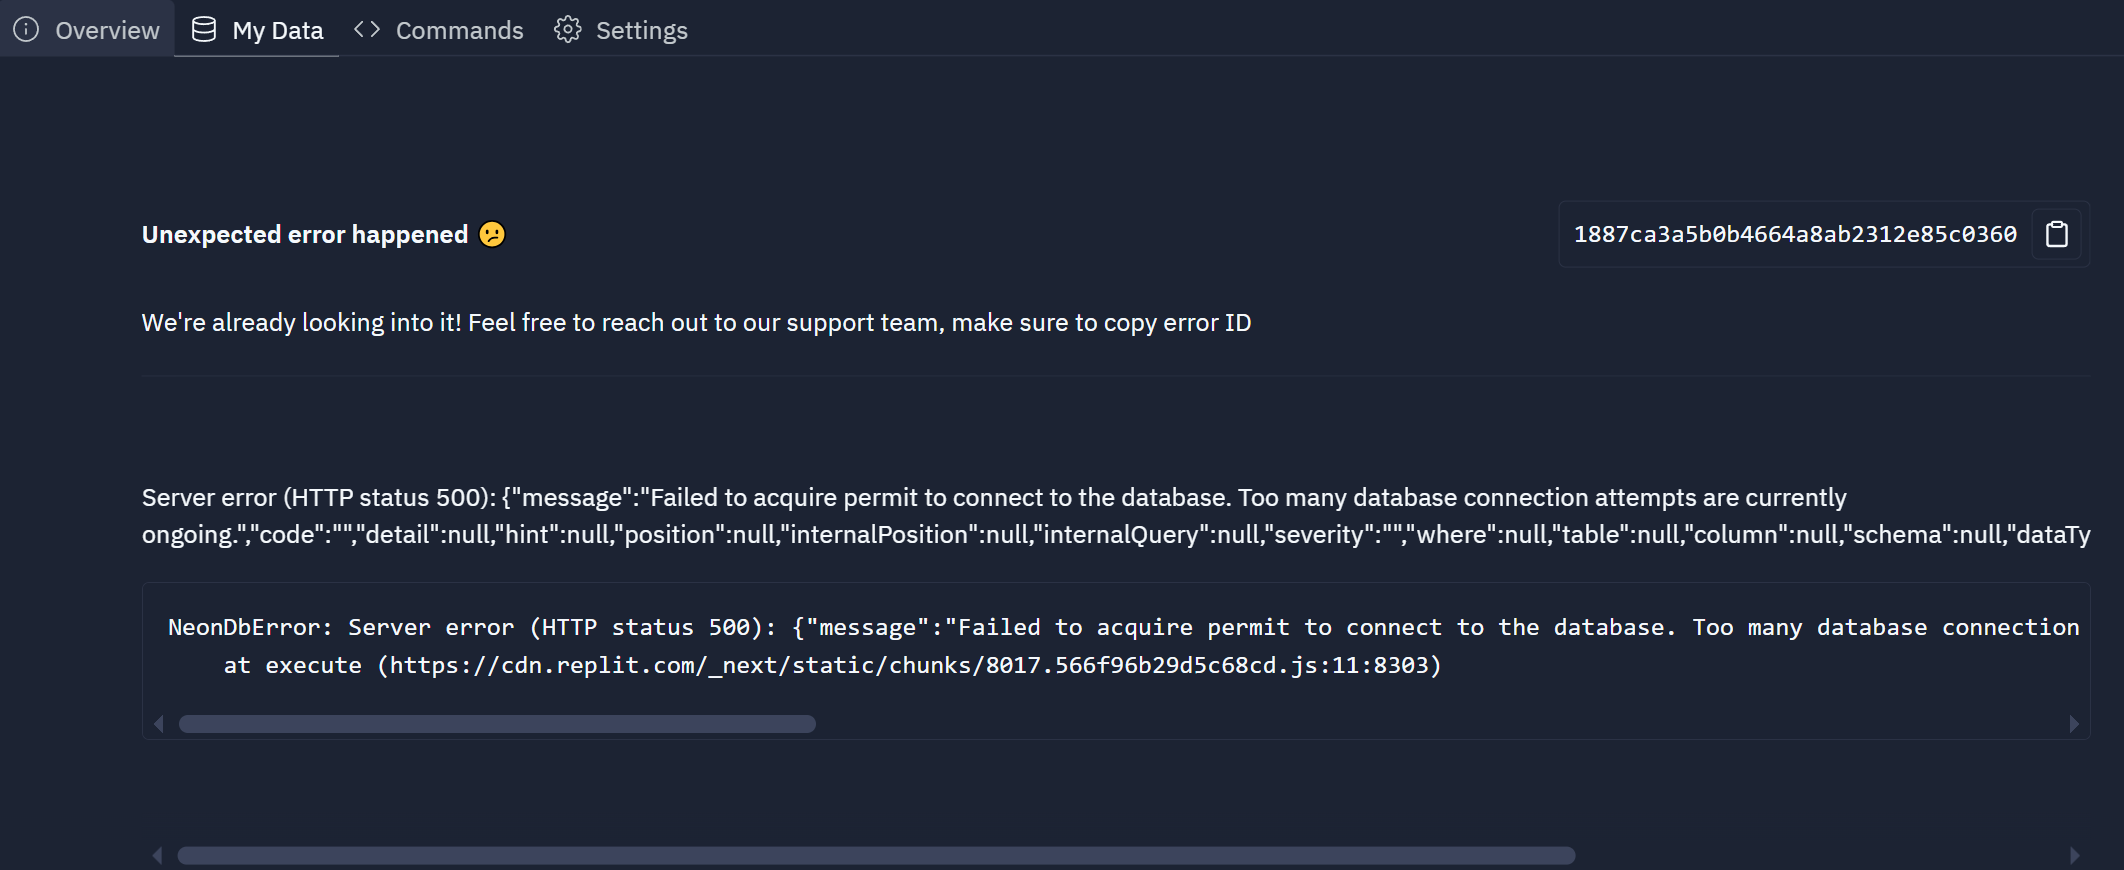 Overview My Data Commands Settings
Unexpected error happened 1887ca3a5b0b4664a8ab2312e85c0360
We're already looking into it! Feel free to reach out to our support team, make sure to copy error ID
Server error (HTTP status 500): {"message":"Failed to acquire permit to connect to the database. Too many database connection attempts are currently
ongoing.","code":"","detail":null,"hint":null,"position":null,"internalPosition":null,"internalQuery":null,"severity":"","where":null,"table":null,"column":null,"schema":null,"dataTy
NeonDbError: Server error (HTTP status 500): {"message":"Failed to acquire permit to connect to the database. Too many database connection
at execute (https://cdn.replit.com/_next/static/chunks/8017.566f96b29d5c68cd.js:11:8303)